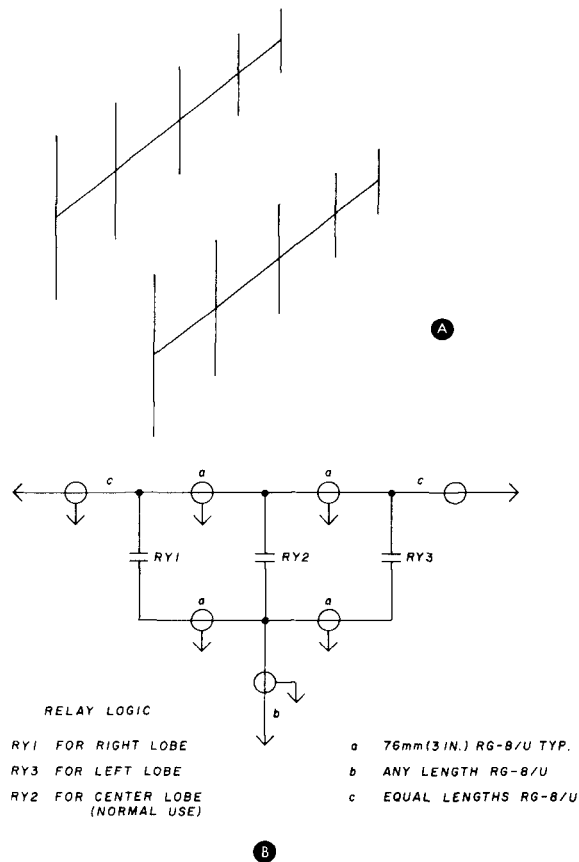 A
c
a
a
c
RY1
RY2
RY3
a
a
b
RELAY LOGIC
RY1 FOR RIGHT LOBE
RY3 FOR LEFT LOBE
RY2 FOR CENTER LOBE
(NORMAL USE)
a 76mm (3 IN.) RG-8/U TYP.
b ANY LENGTH RG-8/U
c EQUAL LENGTHS RG-8/U
B